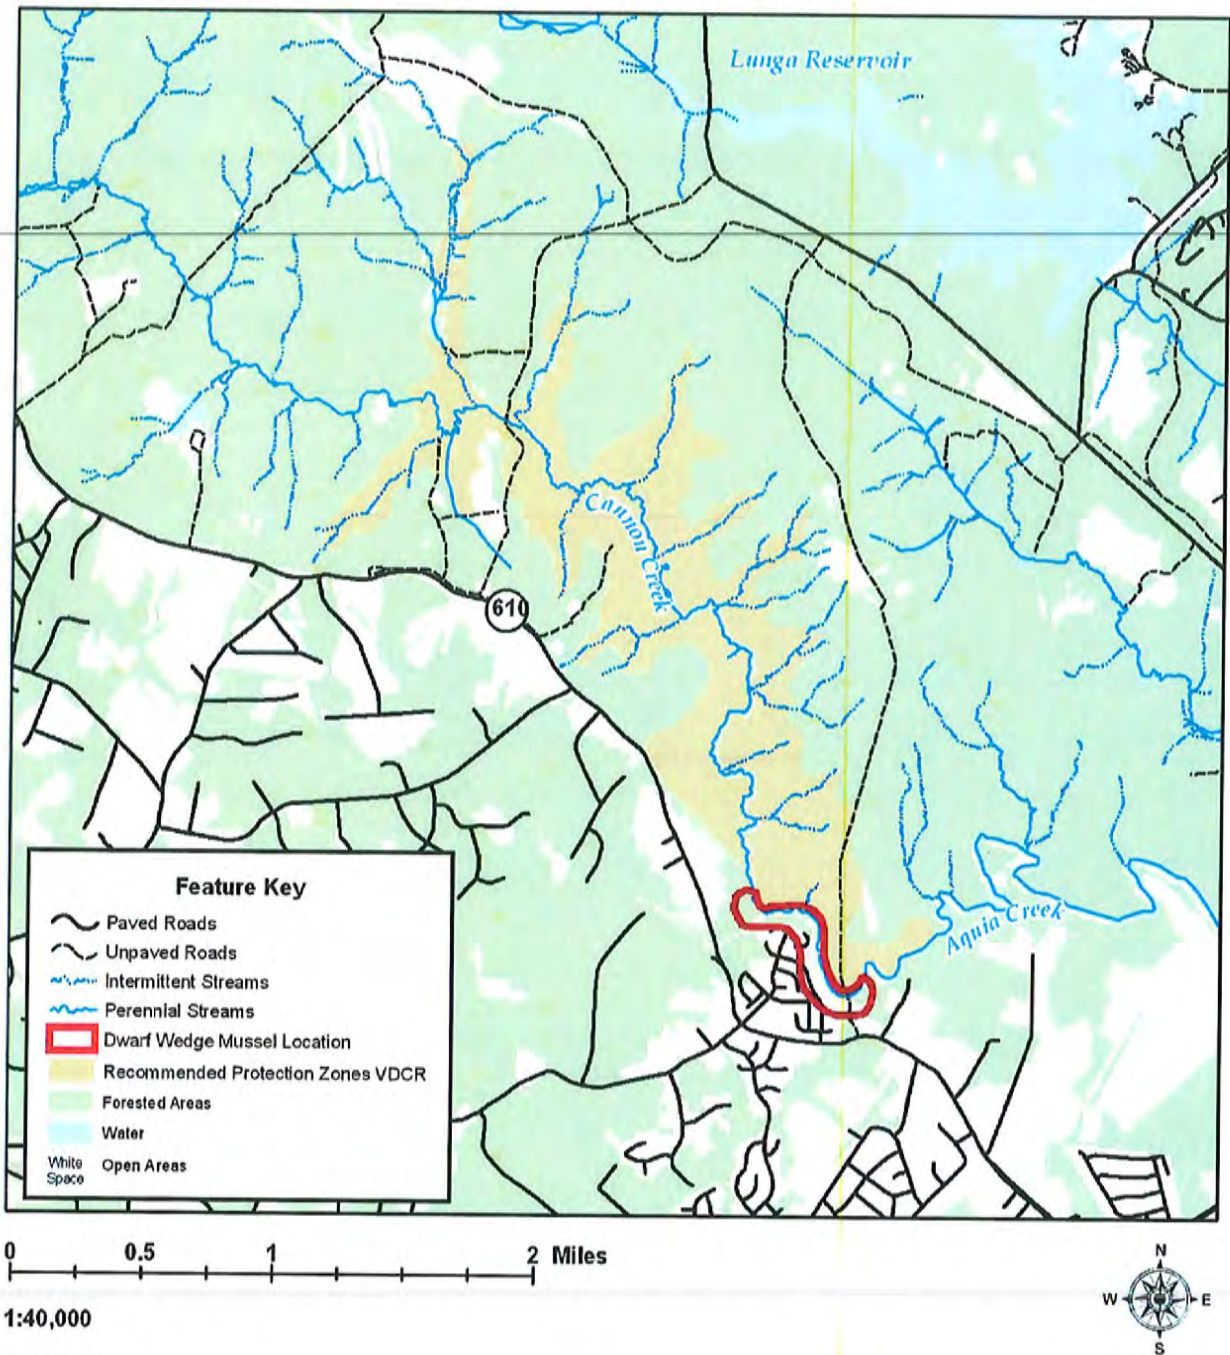 Lunga Reservoir
Cannon Creek
610
Aquia Creek
Feature Key
Paved Roads
Unpaved Roads
Intermittent Streams
Perennial Streams
Dwarf Wedge Mussel Location
Recommended Protection Zones VDCR
Forested Areas
Water
White Space
Open Areas
0 0.5 1 2 Miles
1:40,000
N
W E
S